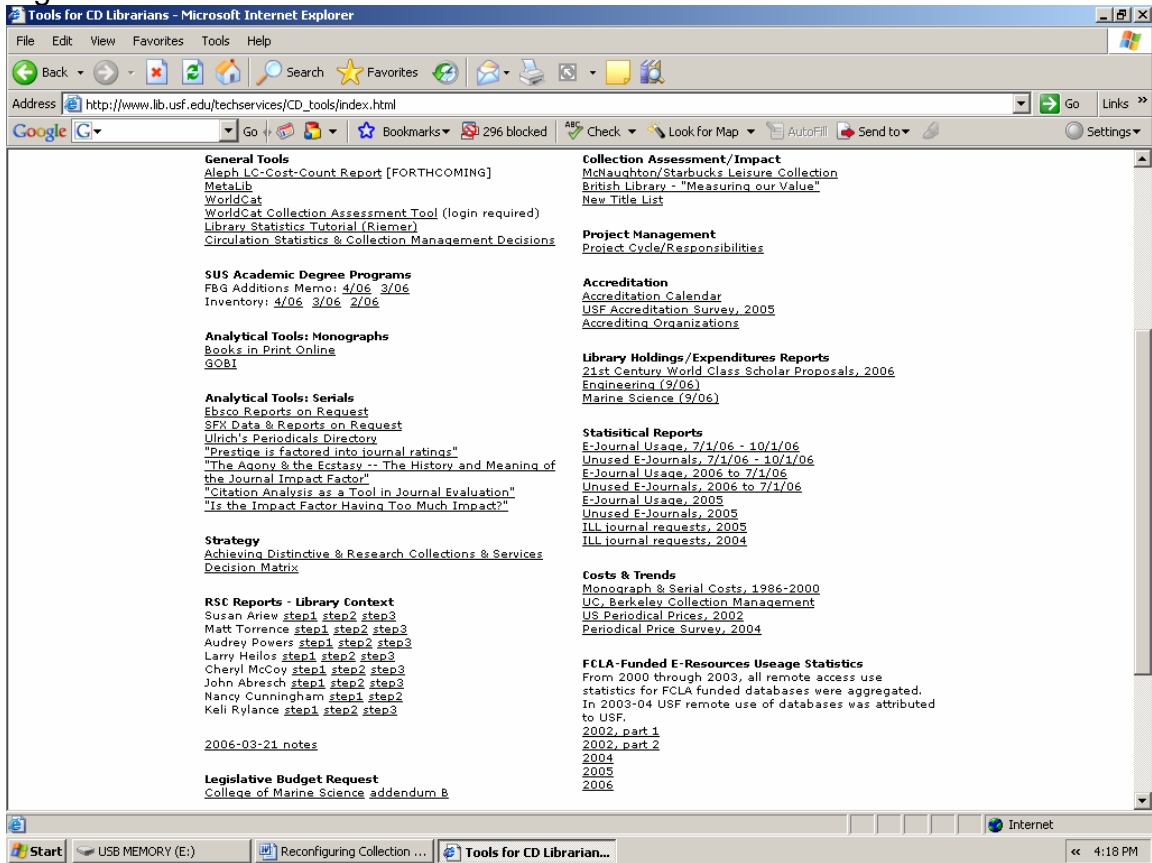 Tools for CD Librarians - Microsoft Internet Explorer
File Edit View Favorites Tools Help
Back Search Favorites
Address http://www.lib.usf.edu/techservices/CD_tools/index.html Go Links »
Google G Go Bookmarks 296 blocked ABC Check Look for Map AutoFill Send to Settings
General Tools
Aleph LC-Cost-Count Report [FORTHCOMING]
MetaLib
WorldCat
WorldCat Collection Assessment Tool (login required)
Library Statistics Tutorial (Riemer)
Circulation Statistics & Collection Management Decisions
SUS Academic Degree Programs
FBG Additions Memo: 4/06 3/06
Inventory: 4/06 3/06 2/06
Analytical Tools: Monographs
Books in Print Online
GOBI
Analytical Tools: Serials
Ebsco Reports on Request
SFX Data & Reports on Request
Ulrich's Periodicals Directory
"Prestige is factored into journal ratings"
"The Agony & the Ecstasy -- The History and Meaning of
the Journal Impact Factor"
"Citation Analysis as a Tool in Journal Evaluation"
"Is the Impact Factor Having Too Much Impact?"
Strategy
Achieving Distinctive & Research Collections & Services
Decision Matrix
RSC Reports - Library Context
Susan Ariew step1 step2 step3
Matt Torrence step1 step2 step3
Audrey Powers step1 step2 step3
Larry Heilos step1 step2 step3
Cheryl McCoy step1 step2 step3
John Abresch step1 step2 step3
Nancy Cunningham step1 step2
Keli Rylance step1 step2 step3
2006-03-21 notes
Legislative Budget Request
College of Marine Science addendum B
Collection Assessment/Impact
McNaughton/Starbucks Leisure Collection
British Library - "Measuring our Value"
New Title List
Project Management
Project Cycle/Responsibilities
Accreditation
Accreditation Calendar
USF Accreditation Survey, 2005
Accrediting Organizations
Library Holdings/Expenditures Reports
21st Century World Class Scholar Proposals, 2006
Engineering (9/06)
Marine Science (9/06)
Statisitical Reports
E-Journal Usage, 7/1/06 - 10/1/06
Unused E-Journals, 7/1/06 - 10/1/06
E-Journal Usage, 2006 to 7/1/06
Unused E-Journals, 2006 to 7/1/06
E-Journal Usage, 2005
Unused E-Journals, 2005
ILL journal requests, 2005
ILL journal requests, 2004
Costs & Trends
Monograph & Serial Costs, 1986-2000
UC, Berkeley Collection Management
US Periodical Prices, 2002
Periodical Price Survey, 2004
FCLA-Funded E-Resources Useage Statistics
From 2000 through 2003, all remote access use
statistics for FCLA funded databases were aggregated.
In 2003-04 USF remote use of databases was attributed
to USF.
2002, part 1
2002, part 2
2004
2005
2006
Internet
Start USB MEMORY (E:) Reconfiguring Collection ... Tools for CD Librarian... « 4:18 PM